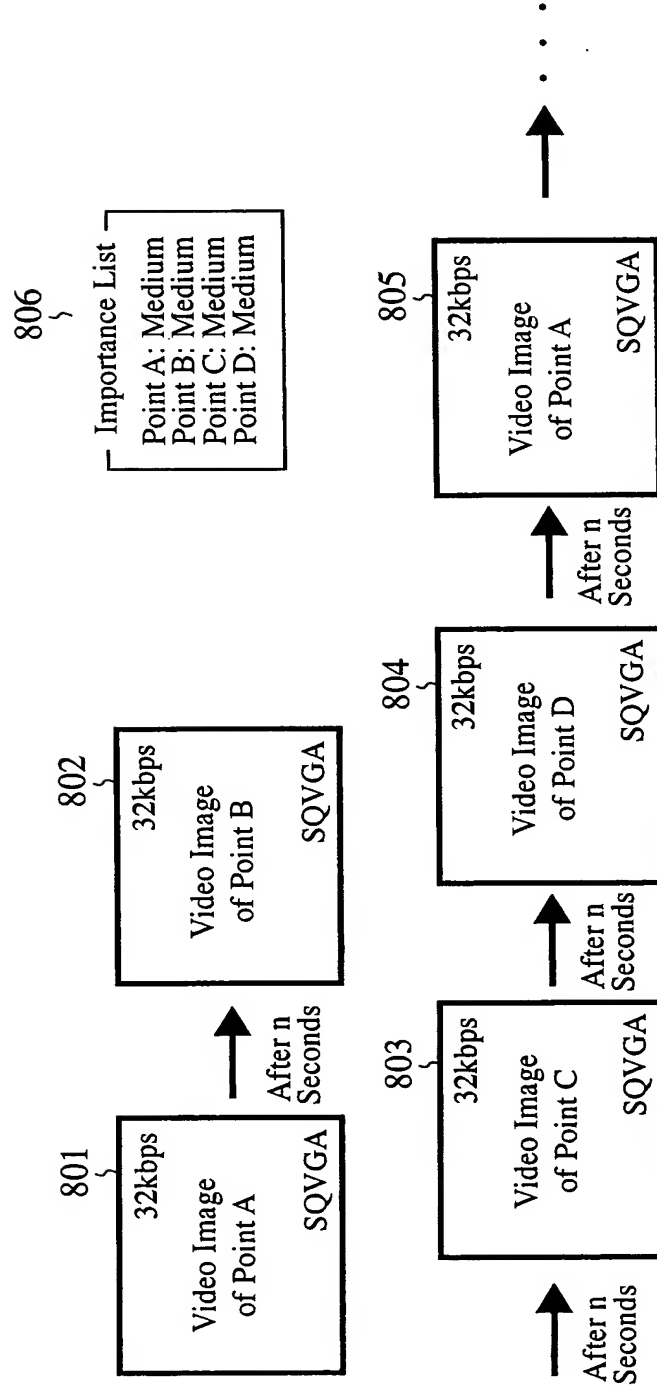 801
32kbps
Video Image
of Point A
SQVGA
After n
Seconds
802
32kbps
Video Image
of Point B
SQVGA
806
Importance List
Point A: Medium
Point B: Medium
Point C: Medium
Point D: Medium
After n
Seconds
803
32kbps
Video Image
of Point C
SQVGA
After n
Seconds
804
32kbps
Video Image
of Point D
SQVGA
After n
Seconds
805
32kbps
Video Image
of Point A
SQVGA
• • •